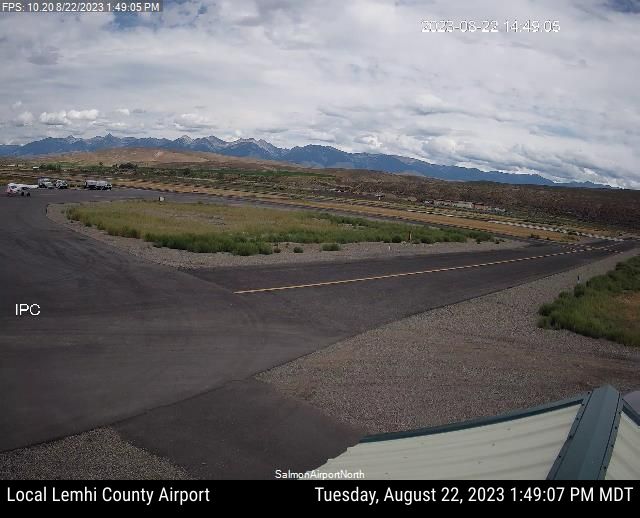 FPS: 10.20 8/22/2023 1:49:05 PM
2023-08-22 14:49:05
IPC
SalmonAirportNorth
Local Lemhi County Airport
Tuesday, August 22, 2023 1:49:07 PM MDT